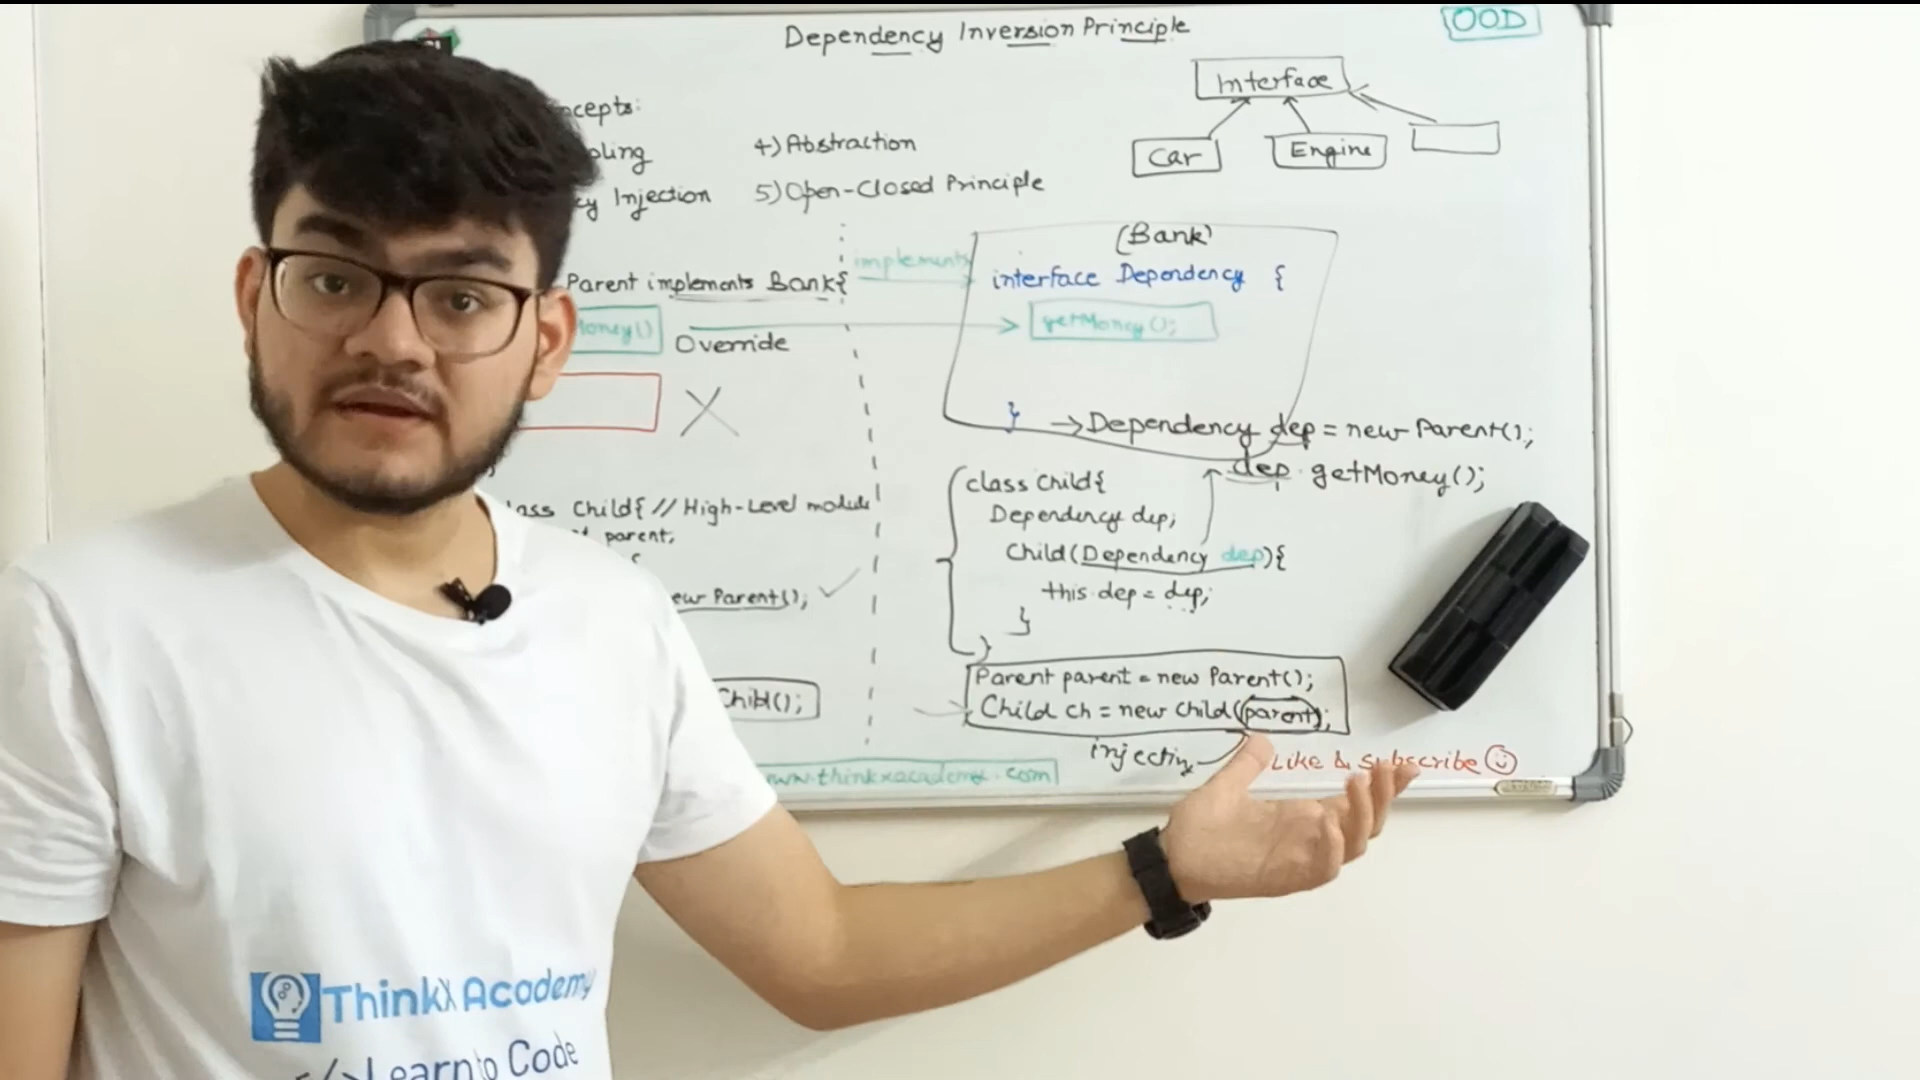 Dependency Inversion Principle
OOD
Interface
Car
Engine
ncepts:
pling
4) Abstraction
cy Injection
5) Open-Closed Principle
Parent implements Bank{
implements
(Bank)
interface Dependency {
Money()
Override
getMoney();
}
→ Dependency dep = new Parent();
dep.getMoney();
ass Child{ // High-Level module
parent;
ew Parent();
Child();
class Child{
Dependency dep;
Child(Dependency dep){
this.dep = dep;
}
}
Parent parent = new Parent();
Child ch = new Child(parent);
injecting
Like & Subscribe
www.thinkxacademy.com
ThinkX Academy
</>Learn to Code